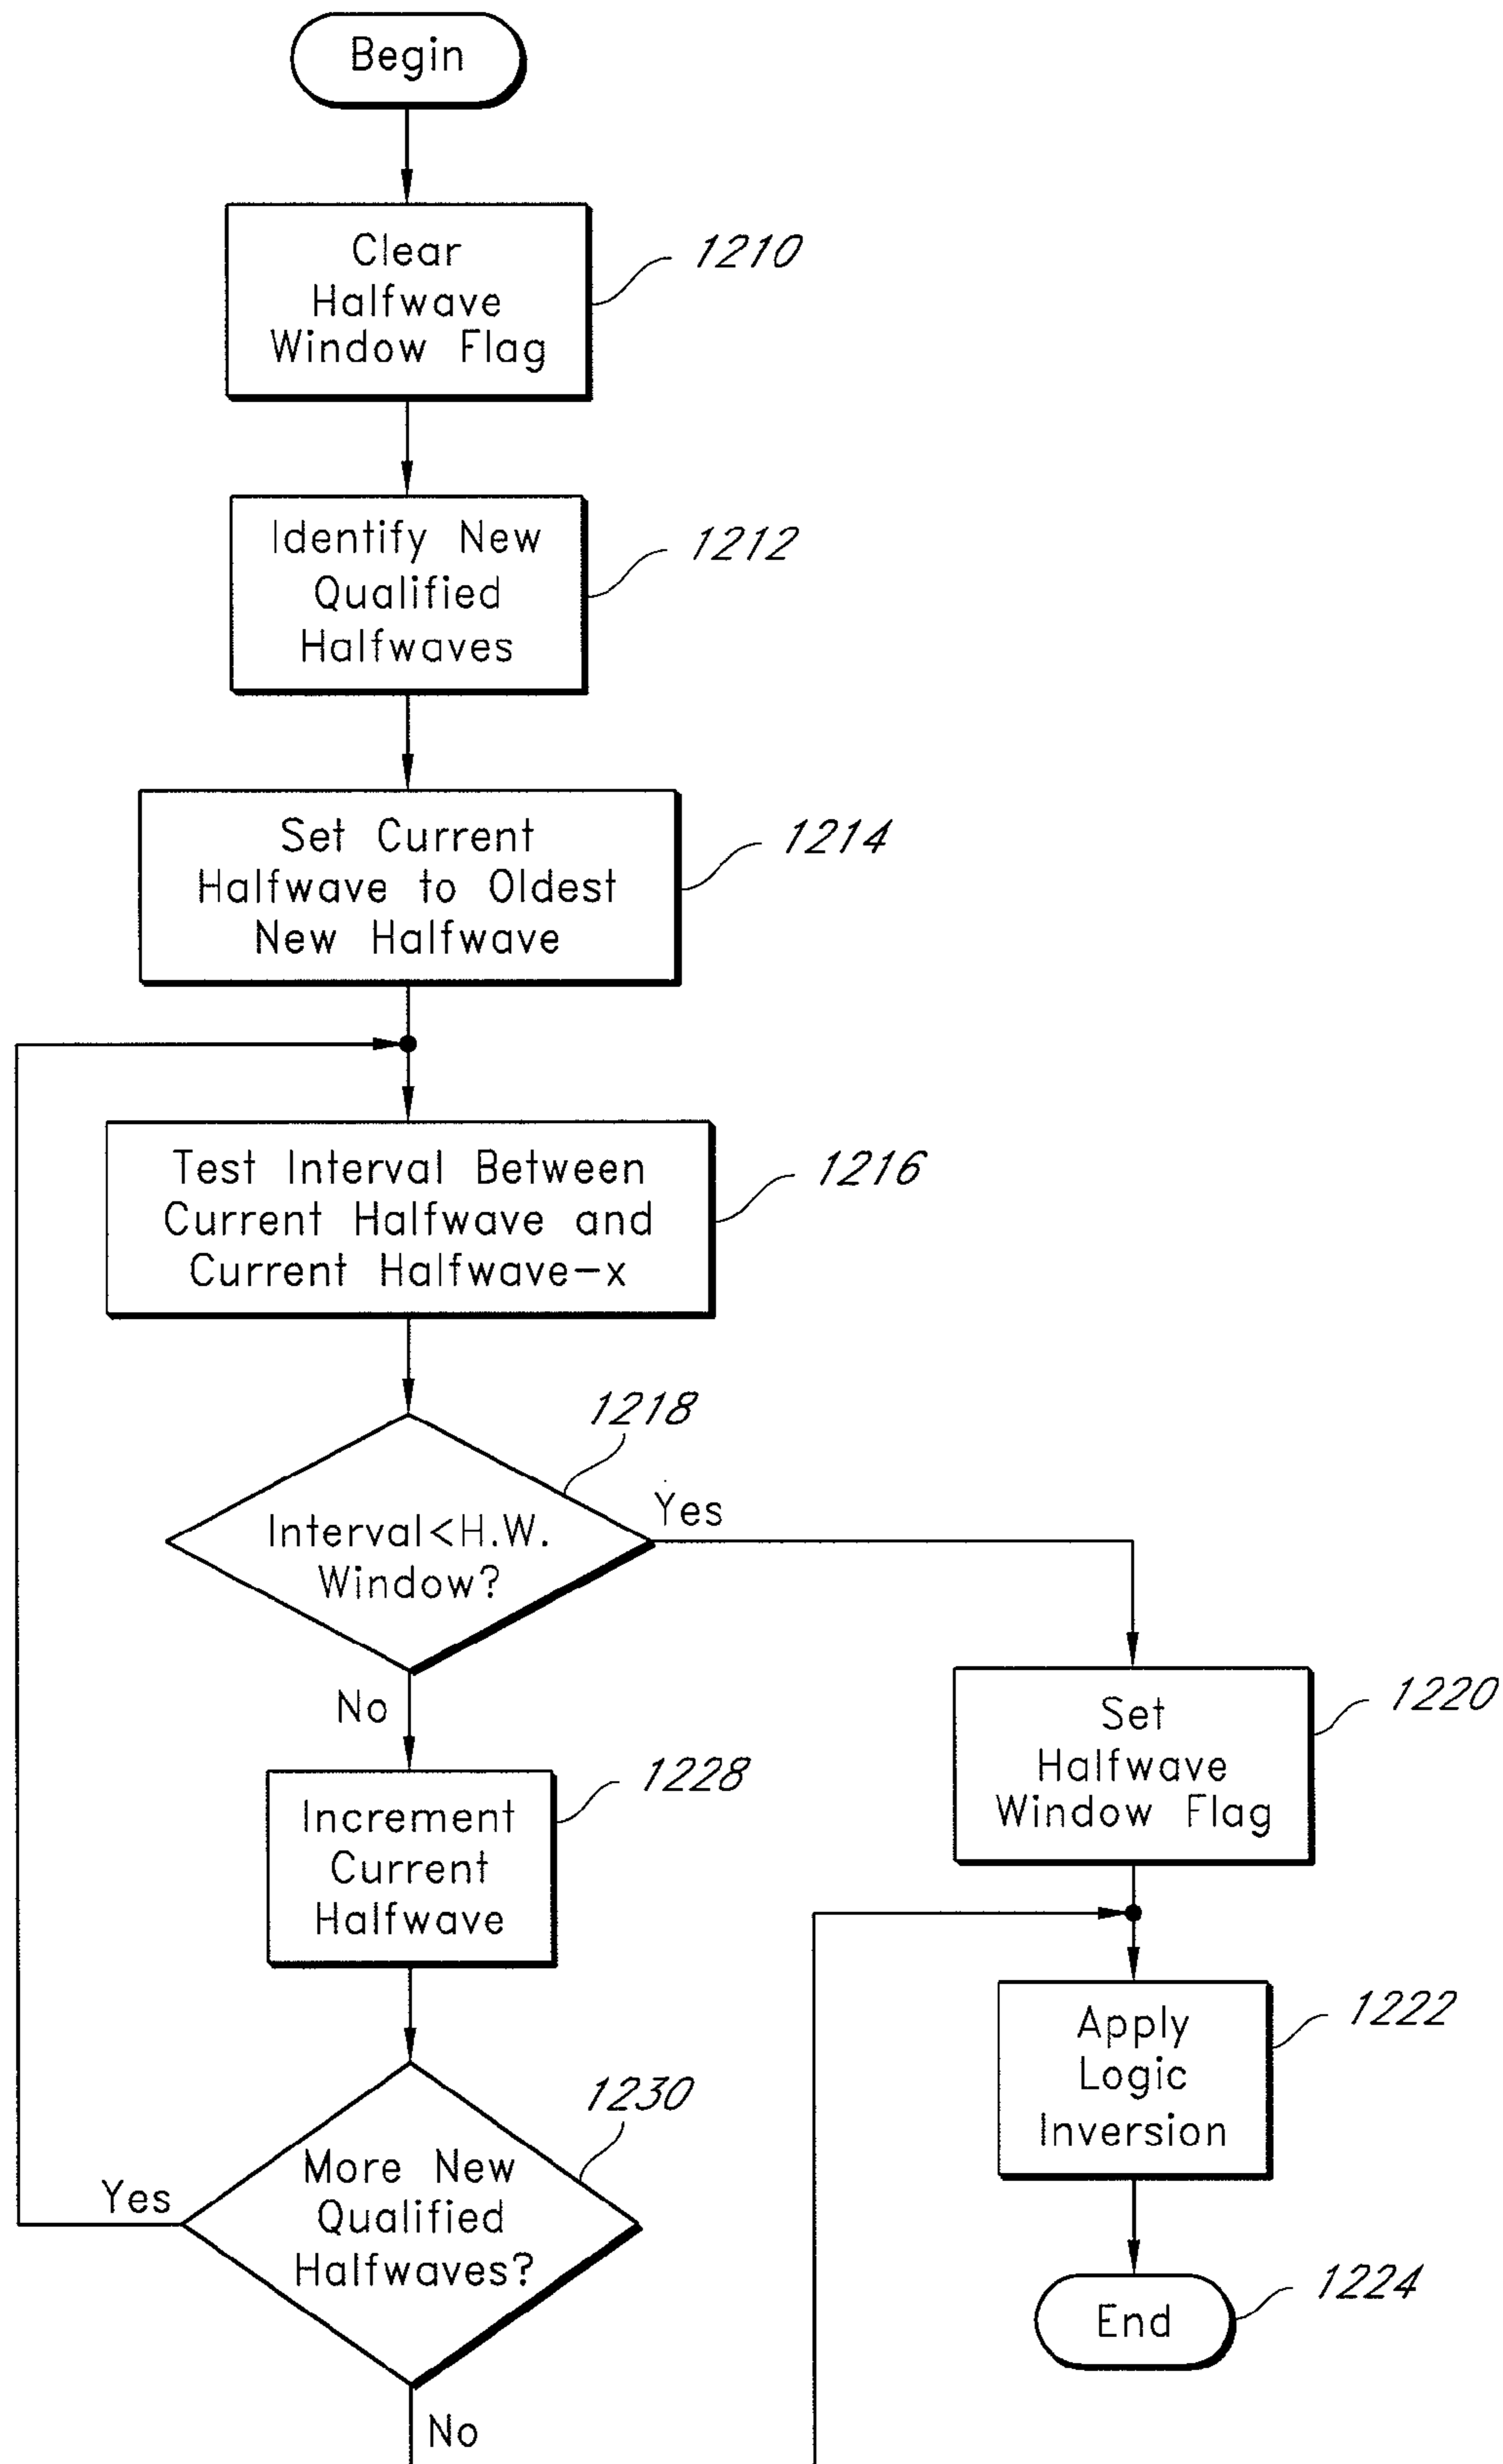 Begin
Clear
Halfwave
Window Flag
1210
Identify New
Qualified
Halfwaves
1212
Set Current
Halfwave to Oldest
New Halfwave
1214
Test Interval Between
Current Halfwave and
Current Halfwave-x
1216
1218
Interval<H.W.
Window?
Yes
No
Set
Halfwave
Window Flag
1220
Increment
Current
Halfwave
1228
Apply
Logic
Inversion
1222
1230
More New
Qualified
Halfwaves?
Yes
No
End
1224